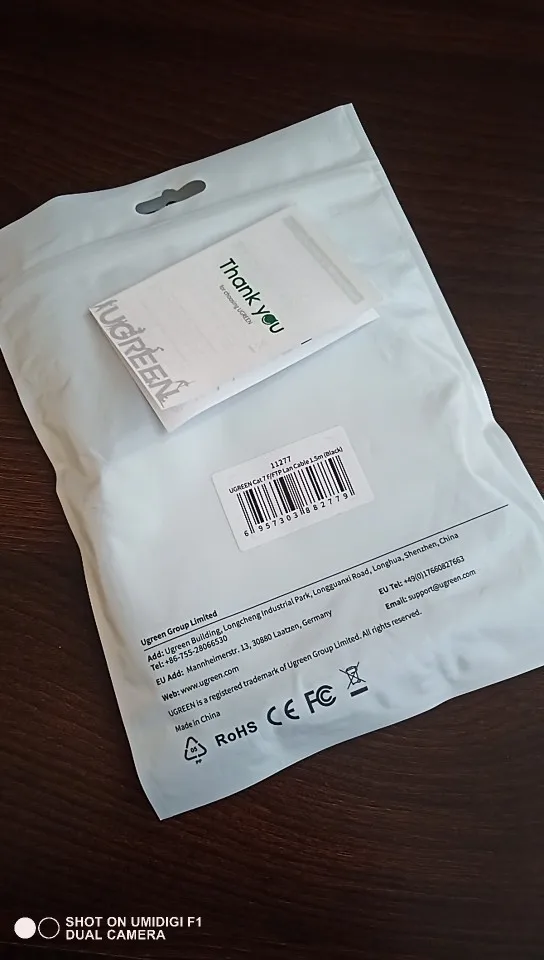 Thank you
for choosing UGREEN
UGREEN
11277
UGREEN Cat 7 F/FTP Lan Cable 1.5m (Black)
6 957303 882779
Ugreen Group Limited
Add: Ugreen Building, Longcheng Industrial Park, Longguanxi Road, Longhua, Shenzhen, China
Tel: +86-755-28066530
EU Tel: +49(0)17660827663
EU Add: Mannheimerstr. 13, 30880 Laatzen, Germany
Email: support@ugreen.com
Web: www.ugreen.com
UGREEN is a registered trademark of Ugreen Group Limited. All rights reserved.
Made in China
05
PP
RoHS CE FC
SHOT ON UMIDIGI F1
DUAL CAMERA